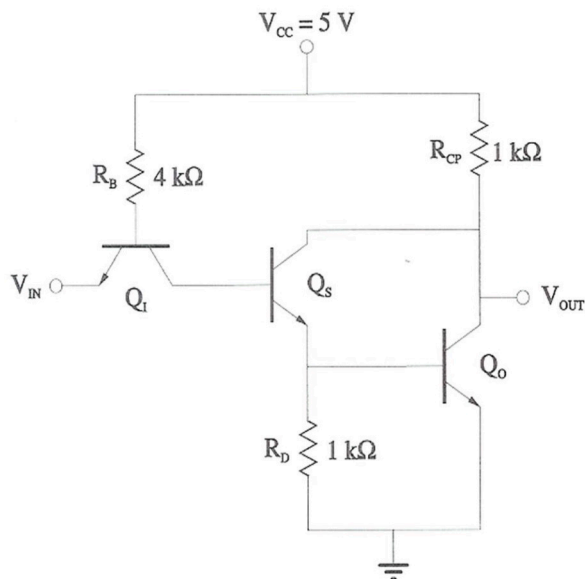 V_CC = 5 V
R_CP 1 kΩ
R_B 4 kΩ
V_IN
Q_I
Q_S
V_OUT
Q_O
R_D 1 kΩ